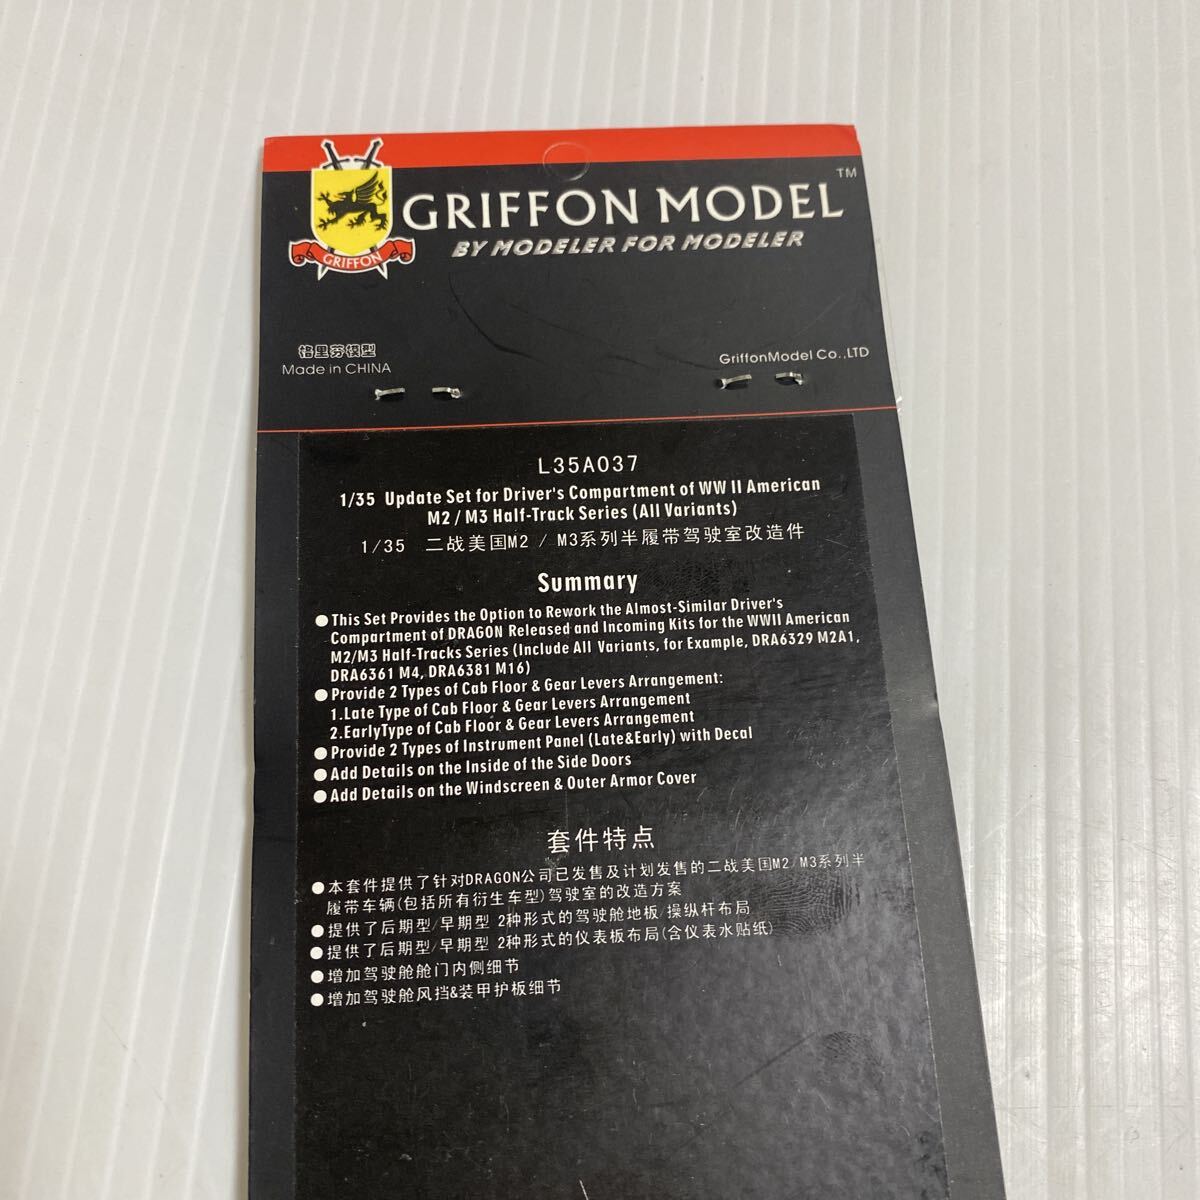 GRIFFON MODEL™
BY MODELER FOR MODELER
GRIFFON
格里芬模型
Made in CHINA
GriffonModel Co.,LTD
L35A037
1/35 Update Set for Driver's Compartment of WW II American
M2 / M3 Half-Track Series (All Variants)
1/35 二战美国M2 / M3系列半履带驾驶室改造件
Summary
●This Set Provides the Option to Rework the Almost-Similar Driver's
Compartment of DRAGON Released and Incoming Kits for the WWII American
M2/M3 Half-Tracks Series (Include All Variants, for Example, DRA6329 M2A1,
DRA6361 M4, DRA6381 M16)
●Provide 2 Types of Cab Floor & Gear Levers Arrangement:
1.Late Type of Cab Floor & Gear Levers Arrangement
2.EarlyType of Cab Floor & Gear Levers Arrangement
●Provide 2 Types of Instrument Panel (Late&Early) with Decal
●Add Details on the Inside of the Side Doors
●Add Details on the Windscreen & Outer Armor Cover
套件特点
●本套件提供了针对DRAGON公司已发售及计划发售的二战美国M2/M3系列半
履带车辆(包括所有衍生车型)驾驶室的改造方案
●提供了后期型/早期型 2种形式的驾驶舱地板/操纵杆布局
●提供了后期型/早期型 2种形式的仪表板布局(含仪表水贴纸)
●增加驾驶舱舱门内侧细节
●增加驾驶舱风挡&装甲护板细节